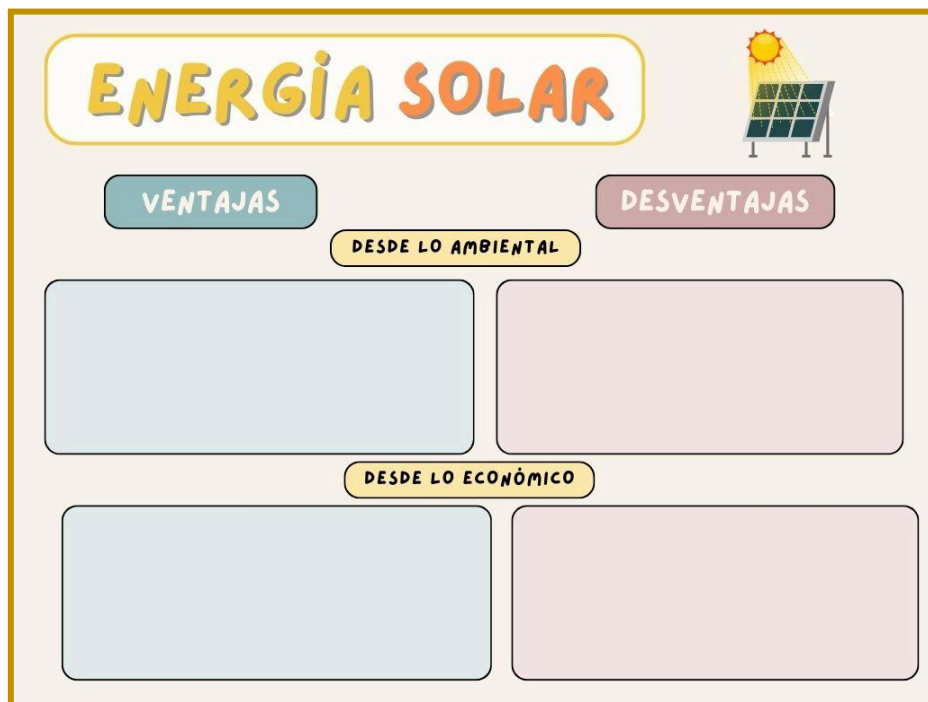 ENERGÍA SOLAR
VENTAJAS
DESVENTAJAS
DESDE LO AMBIENTAL
DESDE LO ECONÓMICO